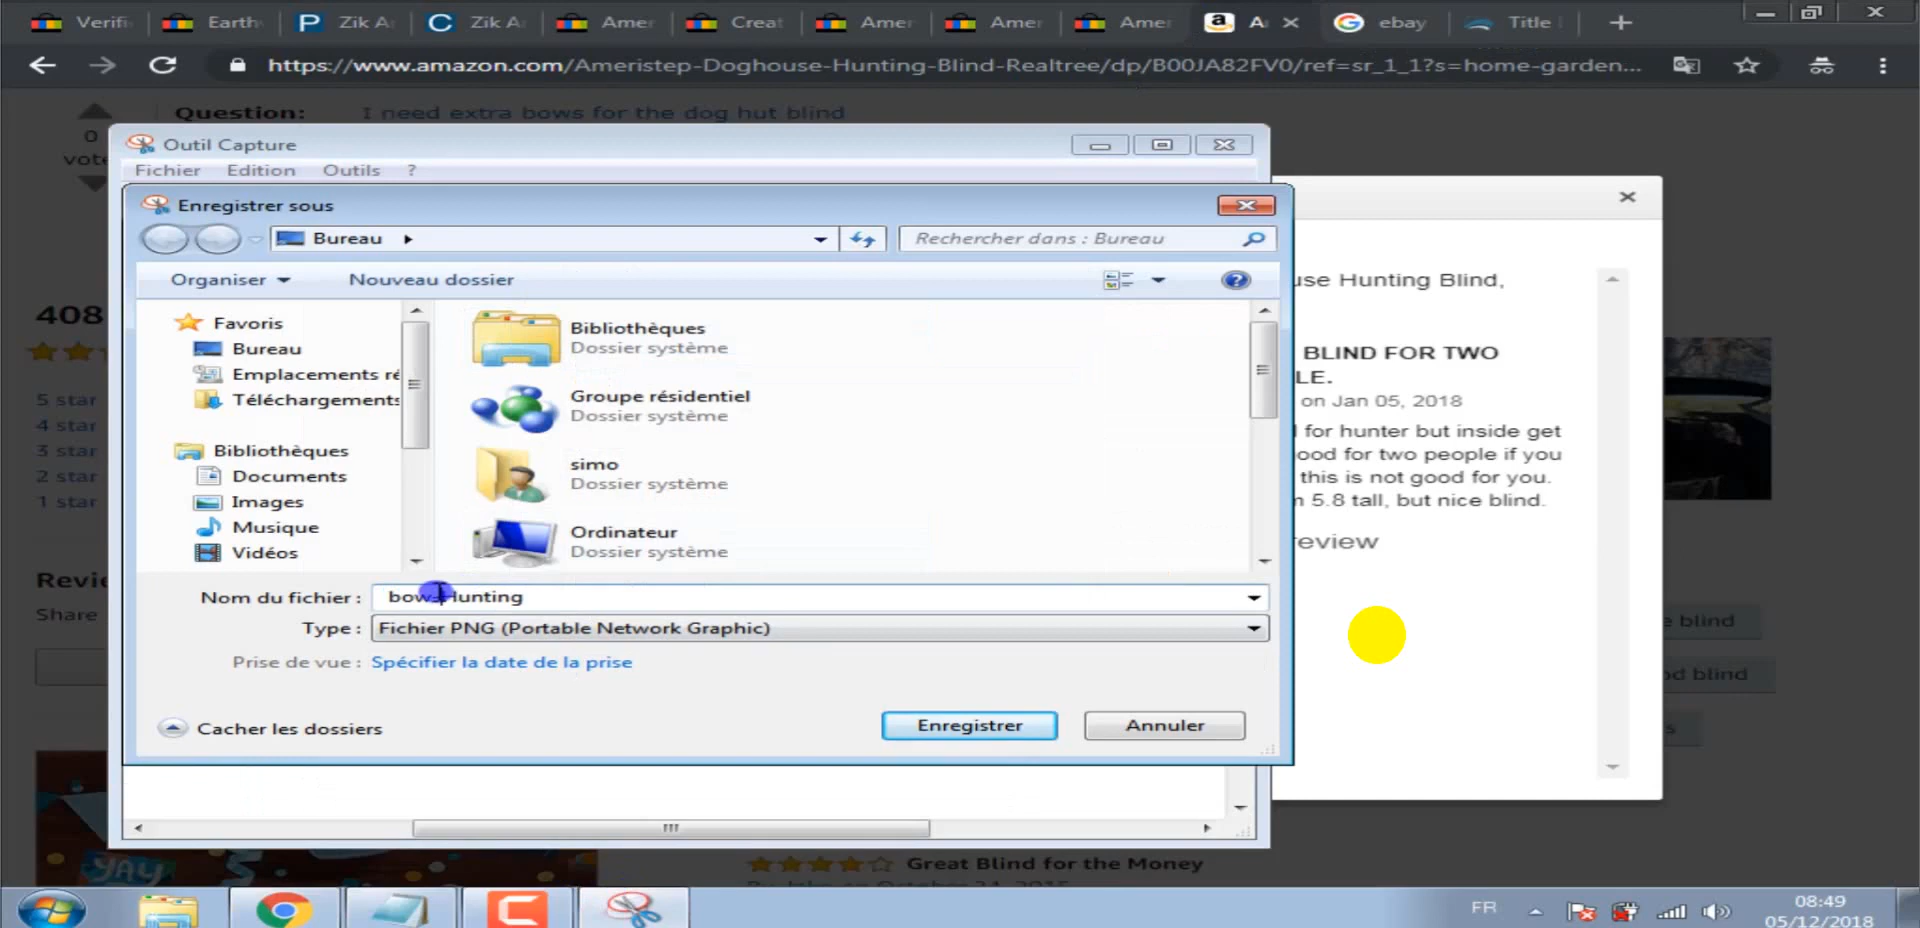 Verifi
Earth
Zik A
Zik A
Amer
Creat
Amer
Amer
Amer
A
ebay
Title
https://www.amazon.com/Ameristep-Doghouse-Hunting-Blind-Realtree/dp/B00JA82FV0/ref=sr_1_1?s=home-garden...
Question: I need extra bows for the dog hut blind
0
vote
Outil Capture
Fichier Edition Outils ?
Enregistrer sous
Bureau
Rechercher dans : Bureau
Organiser
Nouveau dossier
Favoris
Bureau
Emplacements ré
Téléchargements
Bibliothèques
Documents
Images
Musique
Vidéos
Bibliothèques
Dossier système
Groupe résidentiel
Dossier système
simo
Dossier système
Ordinateur
Dossier système
Nom du fichier :
Hunting
Type : Fichier PNG (Portable Network Graphic)
Prise de vue : Spécifier la date de la prise
Cacher les dossiers
Enregistrer
Annuler
use Hunting Blind,
BLIND FOR TWO
LE.
on Jan 05, 2018
for hunter but inside get
ood for two people if you
this is not good for you.
5.8 tall, but nice blind.
eview
408
5 star
4 star
3 star
2 star
1 star
Revie
Share
e blind
od blind
s
YAY
Great Blind for the Money
FR
08:49
05/12/2018